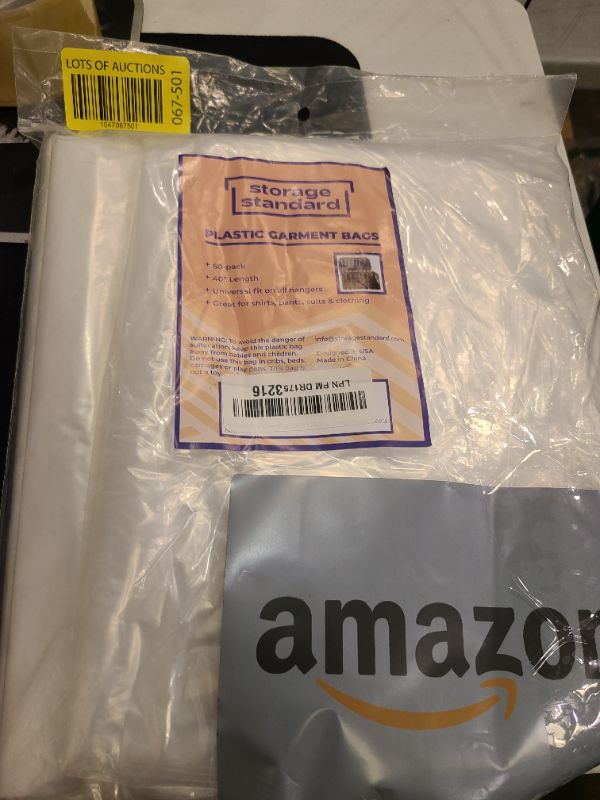 LOTS OF AUCTIONS
067-501
1047067501
storage
standard
PLASTIC GARMENT BAGS
• 60-pack
• 40" Length
• Universal fit on all hangers
• Great for shirts, pants, suits & clothing
WARNING: To avoid the danger of
suffocation, keep this plastic bag
away from babies and children.
Do not use this bag in cribs, beds,
carriages or play pens. This bag is
not a toy.
info@storagestandard.com
Designed in USA
Made in China
LPN PM DR1753216
amazon